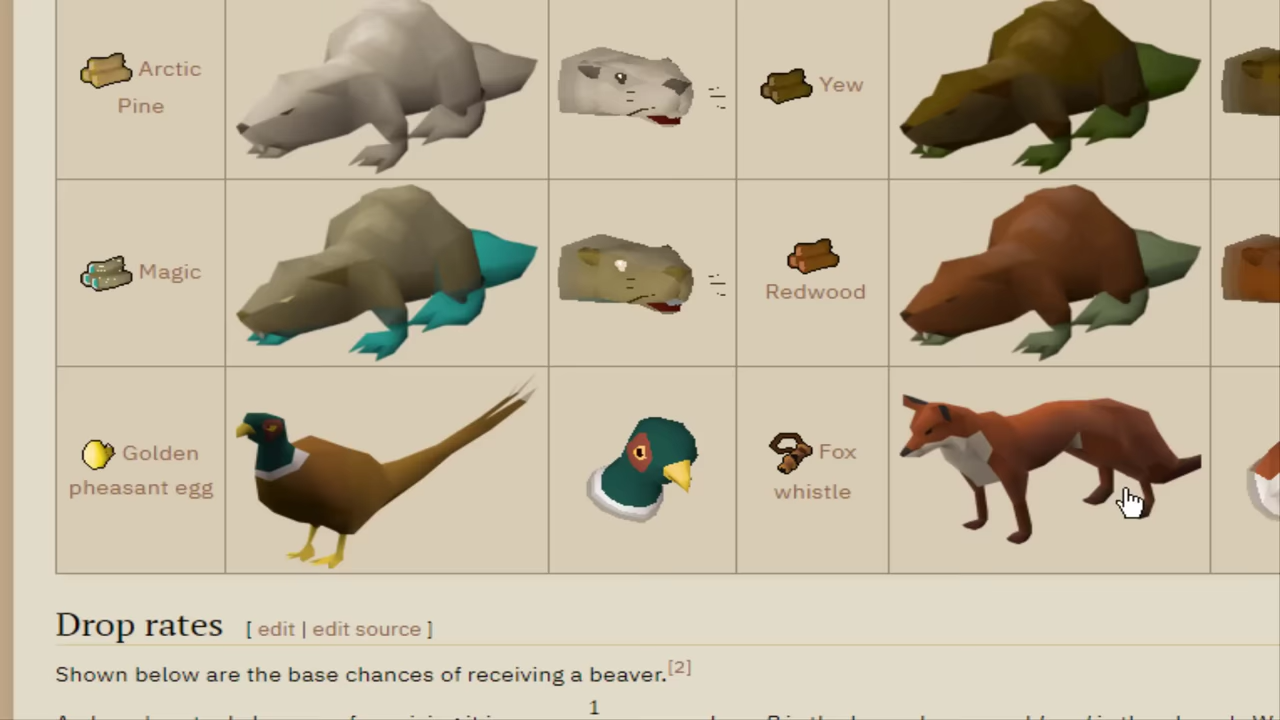 Arctic
Pine
Yew
Magic
Redwood
Golden
pheasant egg
Fox
whistle
Drop rates [ edit | edit source ]
Shown below are the base chances of receiving a beaver.[2]
1